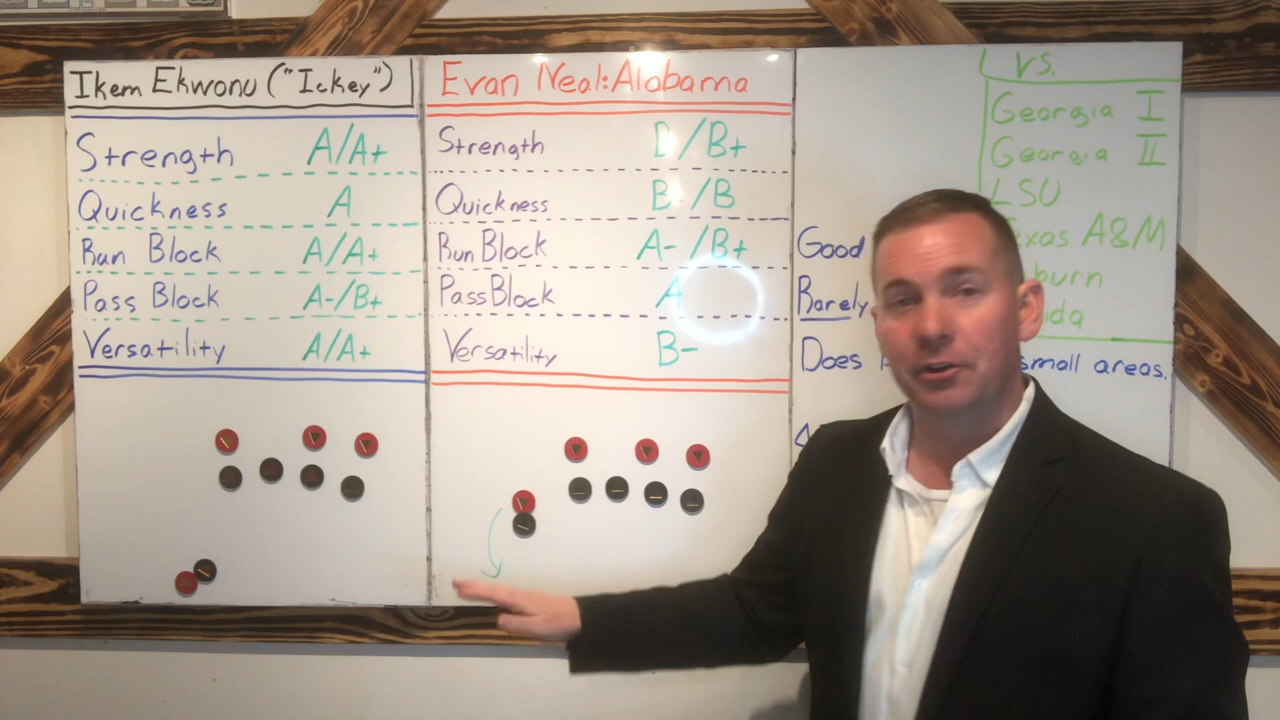 Ikem Ekwonu ("Ickey")
Strength A/A+
Quickness A
Run Block A/A+
Pass Block A-/B+
Versatility A/A+
Evan Neal: Alabama
Strength /B+
Quickness B /B
Run Block A- /B+
Pass Block A
Versatility B-
vs.
Georgia I
Georgia II
LSU
A&M
Good
Barely
Does small areas.